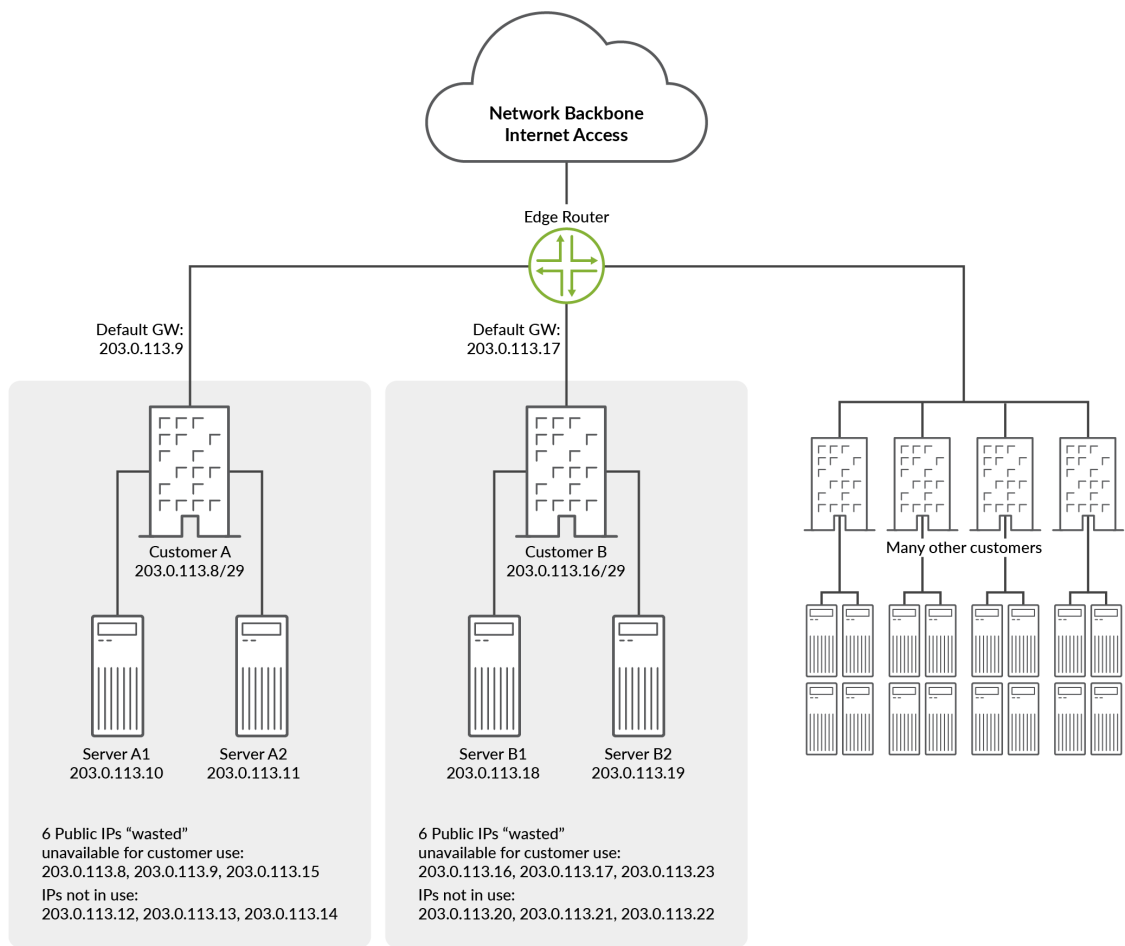 Network Backbone
Internet Access
Edge Router
Default GW:
203.0.113.9
Default GW:
203.0.113.17
Customer A
203.0.113.8/29
Customer B
203.0.113.16/29
Many other customers
Server A1
203.0.113.10
Server A2
203.0.113.11
Server B1
203.0.113.18
Server B2
203.0.113.19
6 Public IPs “wasted”
unavailable for customer use:
203.0.113.8, 203.0.113.9, 203.0.113.15
IPs not in use:
203.0.113.12, 203.0.113.13, 203.0.113.14
6 Public IPs “wasted”
unavailable for customer use:
203.0.113.16, 203.0.113.17, 203.0.113.23
IPs not in use:
203.0.113.20, 203.0.113.21, 203.0.113.22